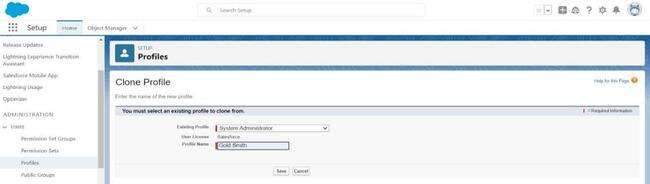 Search Setup
Setup
Home
Object Manager
Release Updates
Lightning Experience Transform
Assistant
Salesforce Mobile App
Lightning Usage
Optimizer
ADMINISTRATION
Users
Permission Set Groups
Permission Sets
Profiles
Public Groups
SETUP
Profiles
Clone Profile
Help for this Page
Enter the name of the new profile.
You must select an existing profile to clone from.
= Required Information
Existing Profile System Administrator
User License Salesforce
Profile Name Gold Smith
Save Cancel